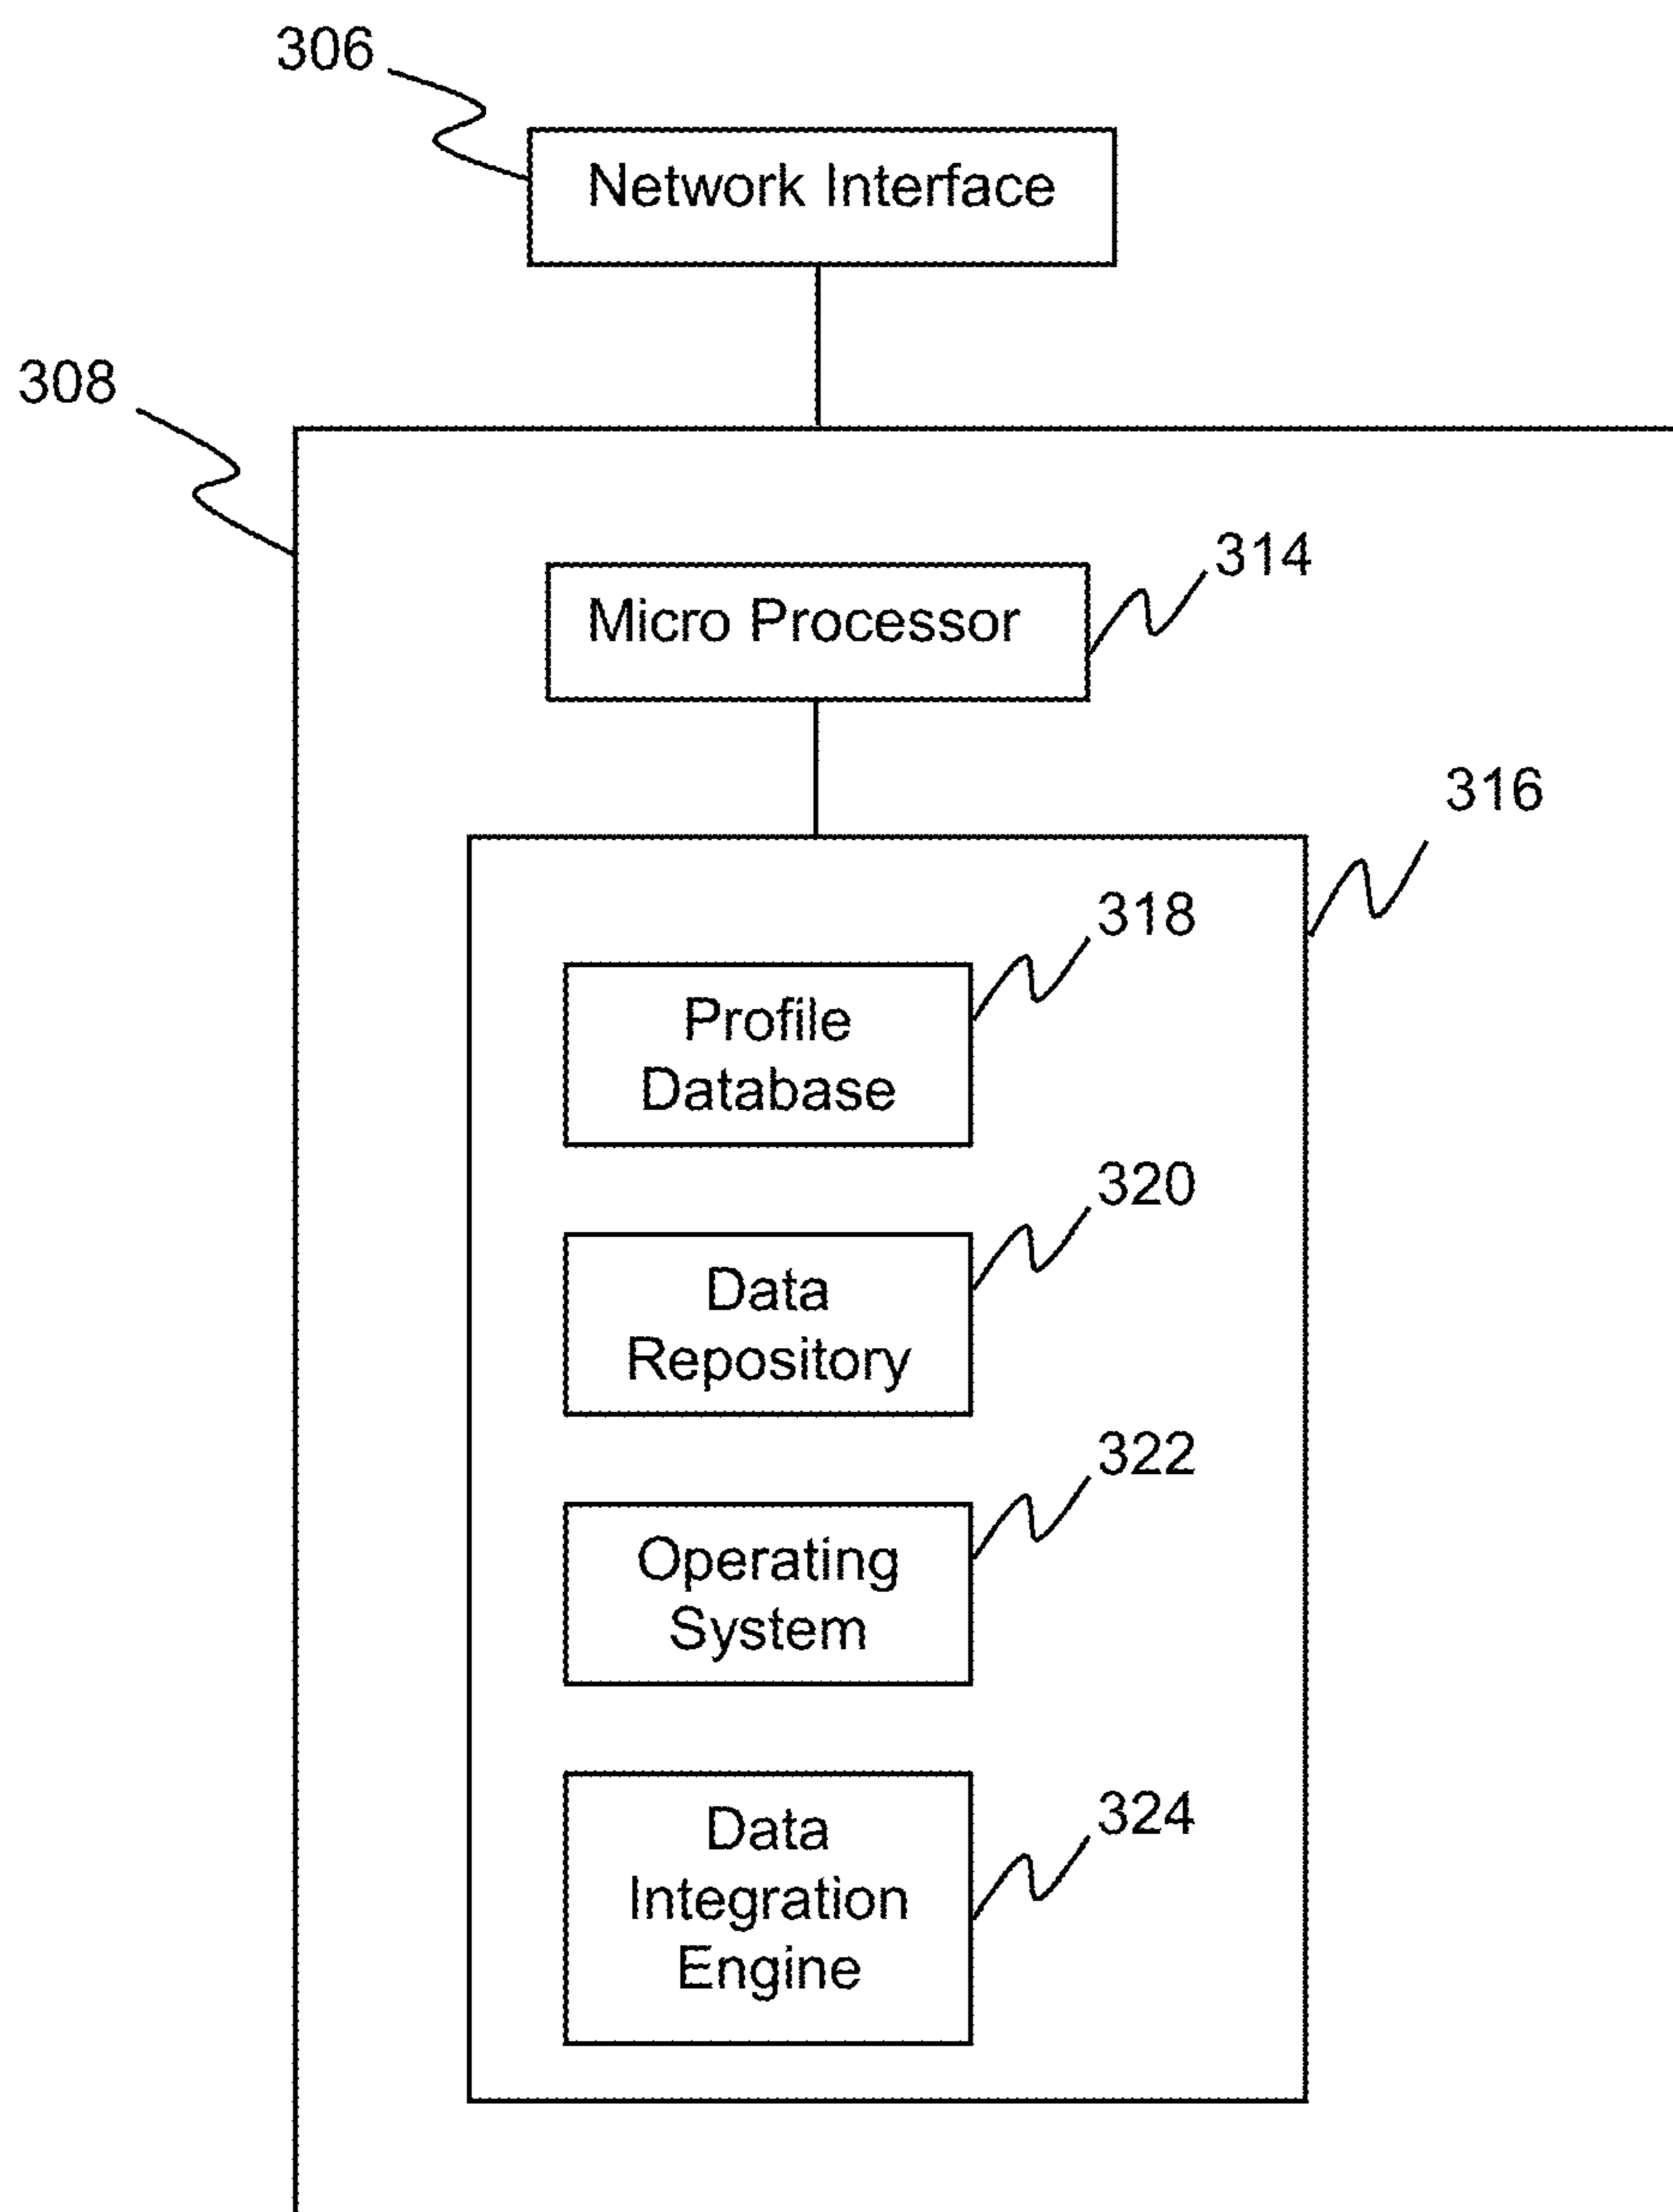 306
Network Interface
308
314
Micro Processor
316
318
Profile
Database
320
Data
Repository
322
Operating
System
324
Data
Integration
Engine